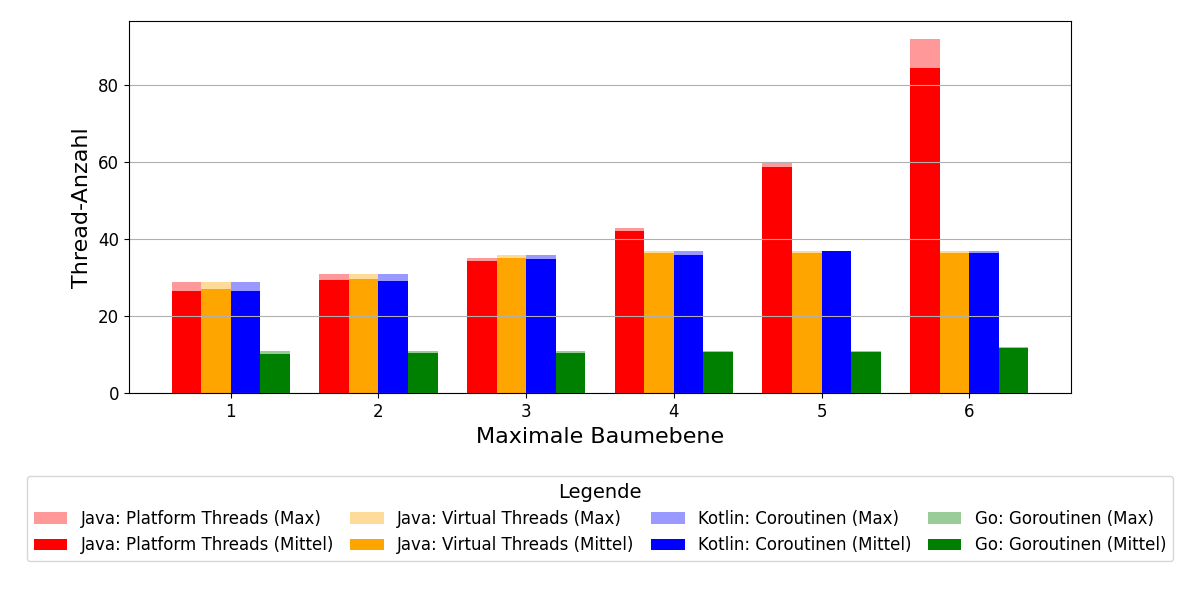 80
60
40
20
0
Thread-Anzahl
1 2 3 4 5 6
Maximale Baumebene
Legende
Java: Platform Threads (Max) Java: Virtual Threads (Max) Kotlin: Coroutinen (Max) Go: Goroutinen (Max)
Java: Platform Threads (Mittel) Java: Virtual Threads (Mittel) Kotlin: Coroutinen (Mittel) Go: Goroutinen (Mittel)